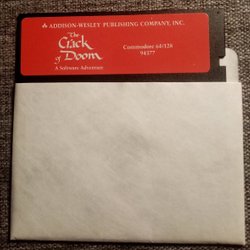 ADDISON-WESLEY PUBLISHING COMPANY, INC.
The
Crack
of Doom
A Software Adventure
Commodore 64/128
94377